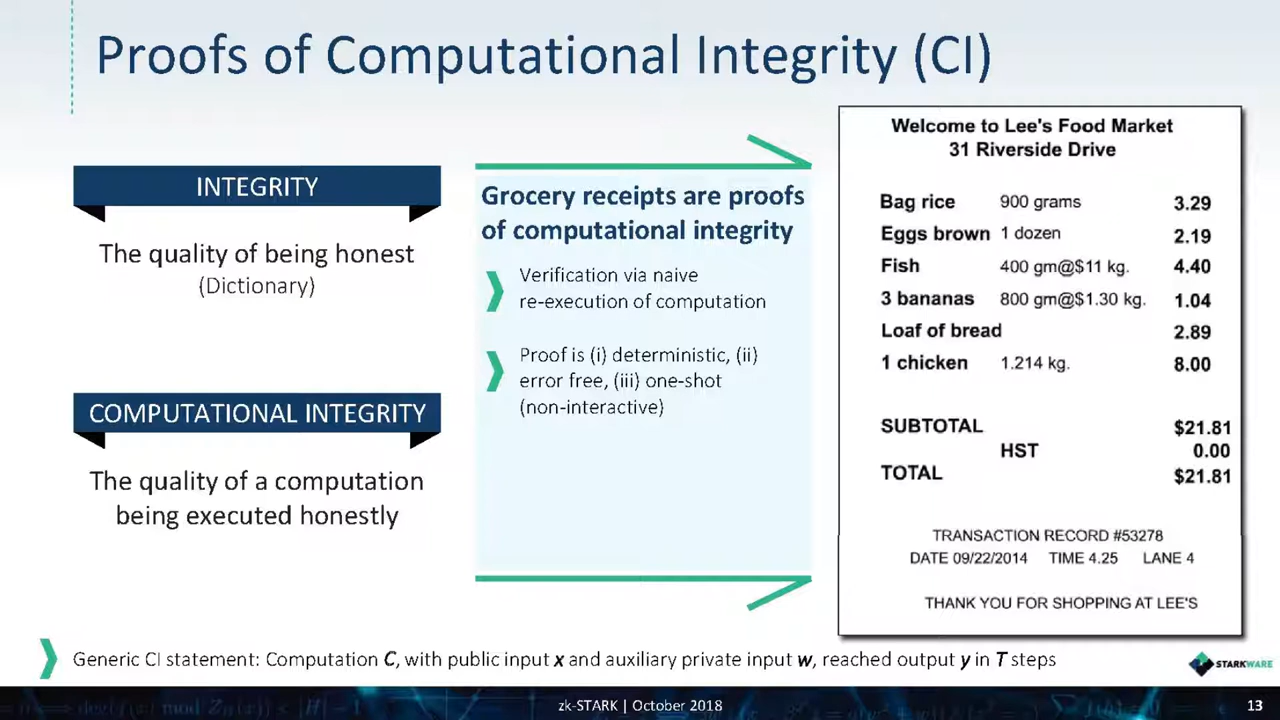 Proofs of Computational Integrity (CI)
INTEGRITY
The quality of being honest
(Dictionary)
COMPUTATIONAL INTEGRITY
The quality of a computation
being executed honestly
Grocery receipts are proofs
of computational integrity
Verification via naive
re-execution of computation
Proof is (i) deterministic, (ii)
error free, (iii) one-shot
(non-interactive)
Welcome to Lee's Food Market
31 Riverside Drive
Bag rice 900 grams 3.29
Eggs brown 1 dozen 2.19
Fish 400 gm@$11 kg. 4.40
3 bananas 800 gm@$1.30 kg. 1.04
Loaf of bread 2.89
1 chicken 1.214 kg. 8.00
SUBTOTAL $21.81
HST 0.00
TOTAL $21.81
TRANSACTION RECORD #53278
DATE 09/22/2014 TIME 4.25 LANE 4
THANK YOU FOR SHOPPING AT LEE'S
Generic CI statement: Computation C, with public input x and auxiliary private input w, reached output y in T steps
STARKWARE
zk-STARK | October 2018
13